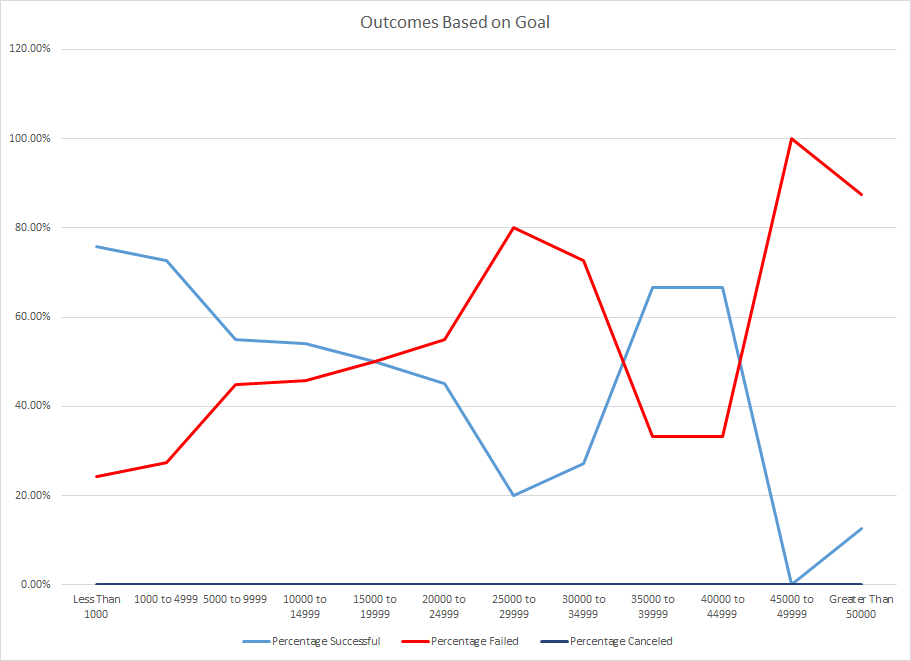 Outcomes Based on Goal
120.00%
100.00%
80.00%
60.00%
40.00%
20.00%
0.00%
Less Than 1000
1000 to 4999
5000 to 9999
10000 to 14999
15000 to 19999
20000 to 24999
25000 to 29999
30000 to 34999
35000 to 39999
40000 to 44999
45000 to 49999
Greater Than 50000
Percentage Successful
Percentage Failed
Percentage Canceled